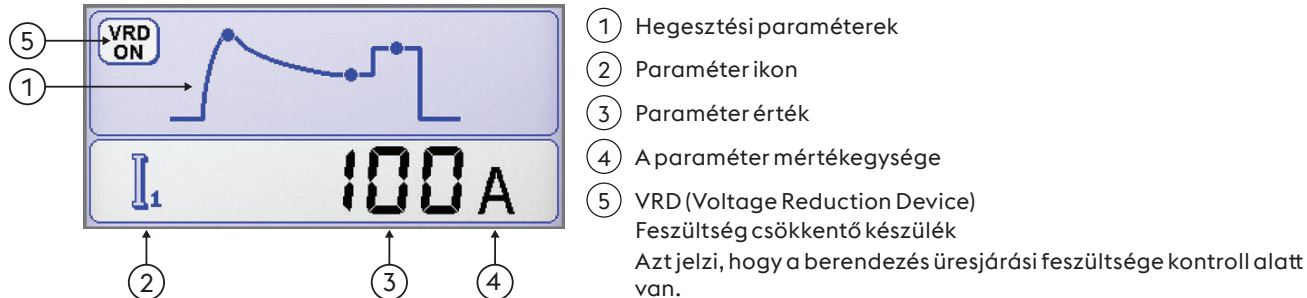 VRD
ON
5
1
I1
100 A
2
3
4
1 Hegesztési paraméterek
2 Paraméter ikon
3 Paraméter érték
4 A paraméter mértékegysége
5 VRD (Voltage Reduction Device)
Feszültség csökkentő készülék
Azt jelzi, hogy a berendezés üresjárási feszültsége kontroll alatt
van.